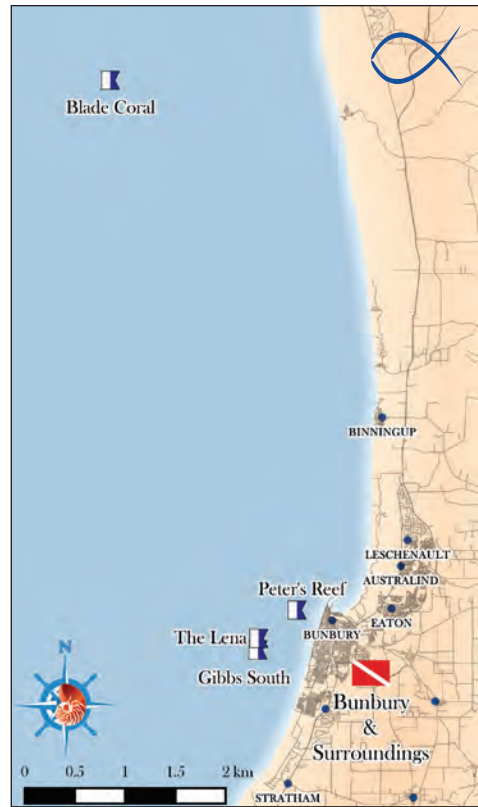 Blade Coral
BINNINGUP
LESCHENAULT
AUSTRALIND
Peter's Reef
EATON
BUNBURY
The Lena
Gibbs South
N
Bunbury
&
Surroundings
0 0.5 1 1.5 2 km
STRATHAM